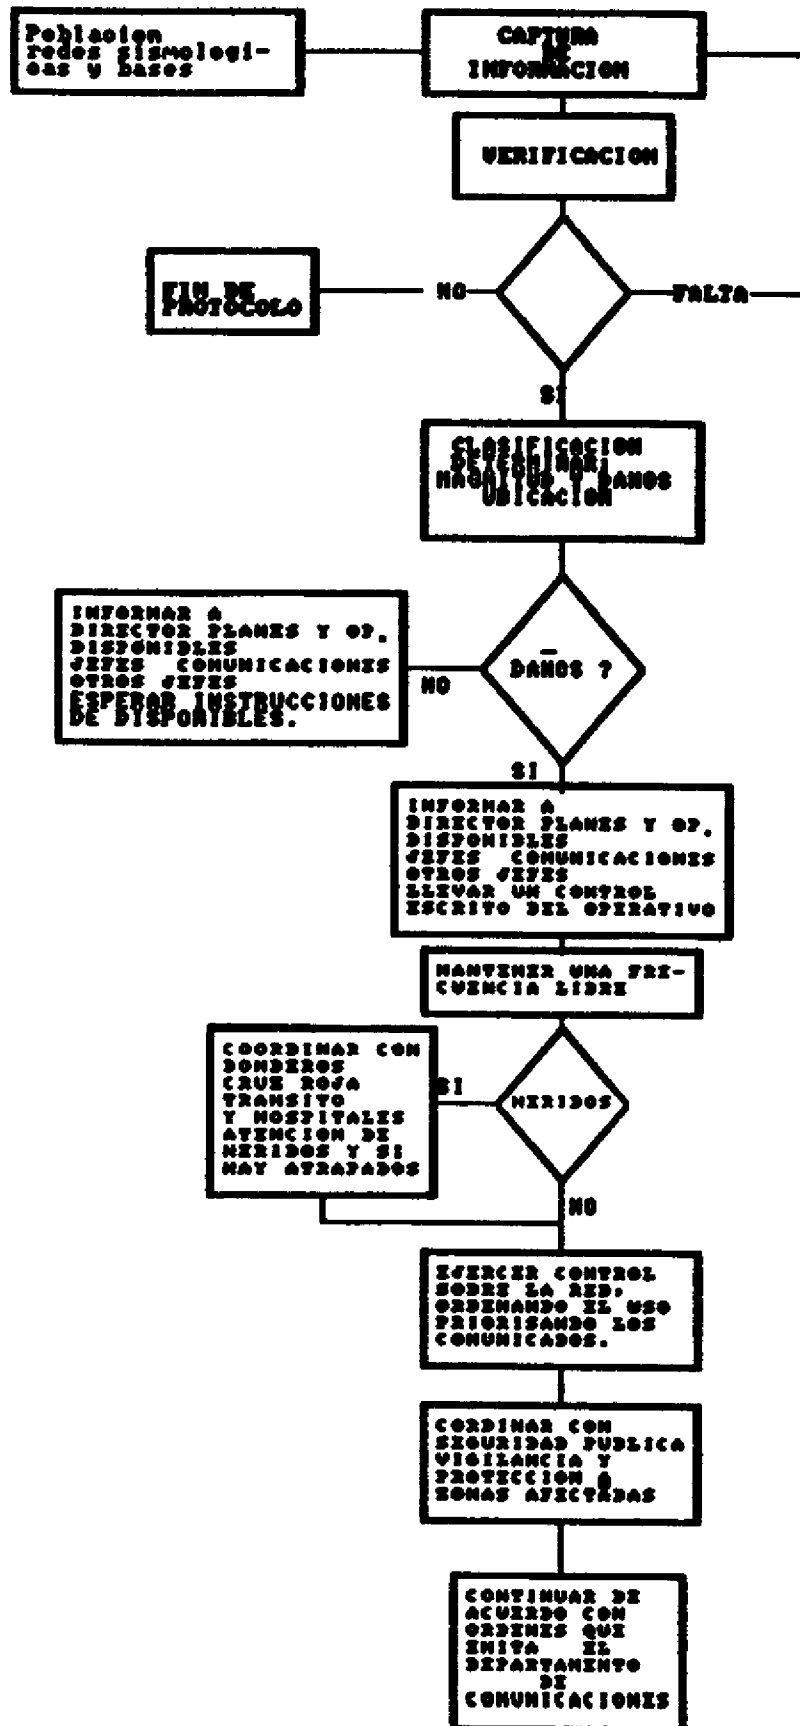 Poblacion
redes sismologi-
cas y bases
CAPTURA
DE
INFORMACION
VERIFICACION
FIN DE
PROTOCOLO
NO
FALTA
SI
CLASIFICACION
DETERMINAR:
MAGNITUD Y DANOS
UBICACION
INFORMAR A
DIRECTOR PLANES Y OP.
DISPONIBLES
JEFES COMUNICACIONES
OTROS JEFES
ESPERAR INSTRUCCIONES
DE DISPONIBLES.
NO
DAÑOS ?
SI
INFORMAR A
DIRECTOR PLANES Y OP.
DISPONIBLES
JEFES COMUNICACIONES
OTROS JEFES
LLEVAR UN CONTROL
ESCRITO DEL OPERATIVO
MANTENER UNA FRE-
CUENCIA LIBRE
COORDINAR CON
BOMBEROS
CRUZ ROJA
TRANSITO
Y HOSPITALES
ATENCION DE
HERIDOS Y SI
HAY ATRAPADOS
SI
HERIDOS
NO
EJERCER CONTROL
SOBRE LA RED,
ORDENANDO EL USO
PRIORISANDO LOS
COMUNICADOS.
CORDINAR CON
SEGURIDAD PUBLICA
VIGILANCIA Y
PROTECCION A
ZONAS AFECTADAS
CONTINUAR DE
ACUERDO CON
ORDENES QUE
EMITA EL
DEPARTAMENTO
DE
COMUNICACIONES